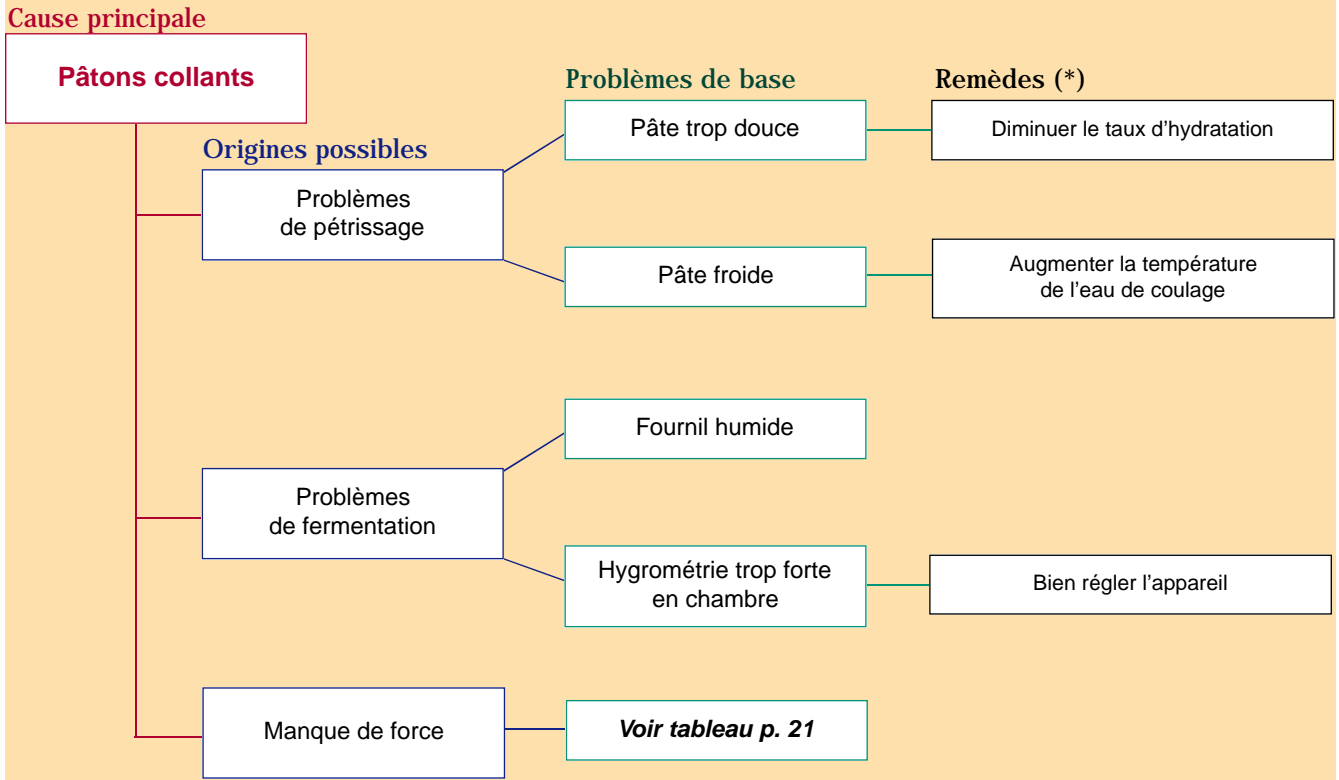 Cause principale
Pâtons collants
Problèmes de base
Remèdes (*)
Pâte trop douce
Diminuer le taux d'hydratation
Origines possibles
Problèmes
de pétrissage
Pâte froide
Augmenter la température
de l'eau de coulage
Fournil humide
Problèmes
de fermentation
Hygrométrie trop forte
en chambre
Bien régler l'appareil
Manque de force
Voir tableau p. 21